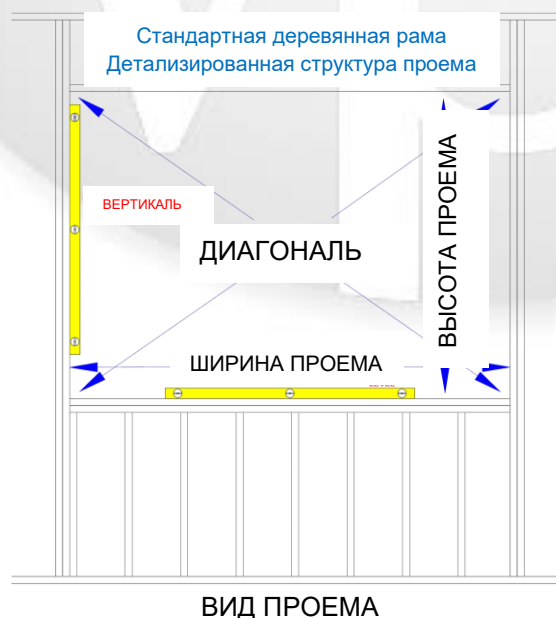 Стандартная деревянная рама
Детализированная структура проема
ВЕРТИКАЛЬ
ДИАГОНАЛЬ
ВЫСОТА ПРОЕМА
ШИРИНА ПРОЕМА
ВИД ПРОЕМА